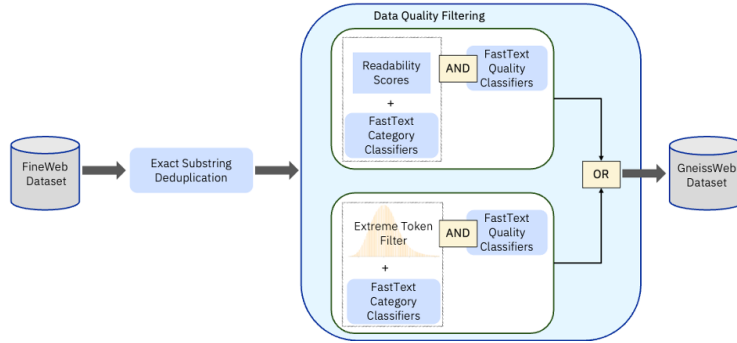 Data Quality Filtering
Readability
Scores
+
FastText
Category
Classifiers
AND
FastText
Quality
Classifiers
FineWeb
Dataset
Exact Substring
Deduplication
OR
GneissWeb
Dataset
Extreme Token
Filter
+
FastText
Category
Classifiers
AND
FastText
Quality
Classifiers